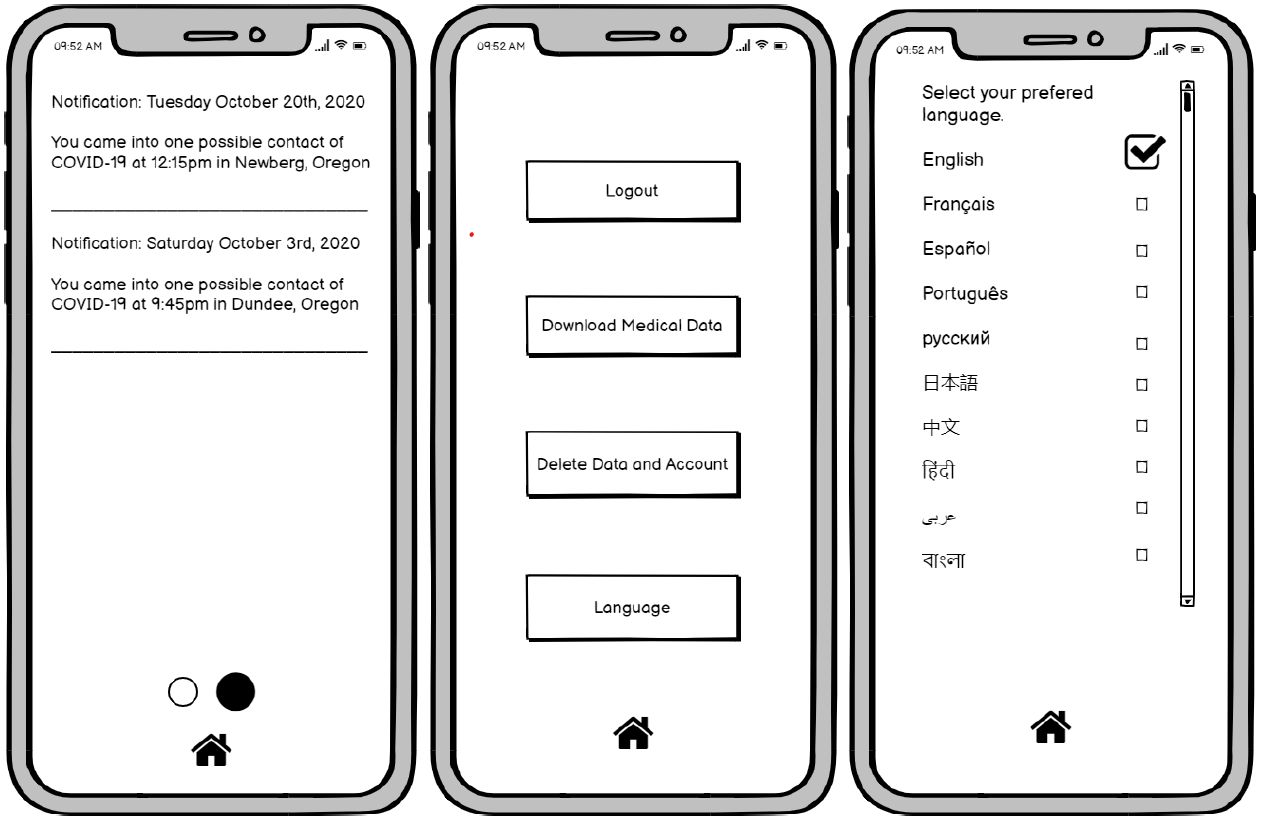 09:52 AM
Notification: Tuesday October 20th, 2020
You came into one possible contact of
COVID-19 at 12:15pm in Newberg, Oregon
Notification: Saturday October 3rd, 2020
You came into one possible contact of
COVID-19 at 9:45pm in Dundee, Oregon
09:52 AM
Logout
Download Medical Data
Delete Data and Account
Language
09:52 AM
Select your prefered
language.
English
Français
Español
Português
русский
日本語
中文
हिंदी
عربى
বাংলা